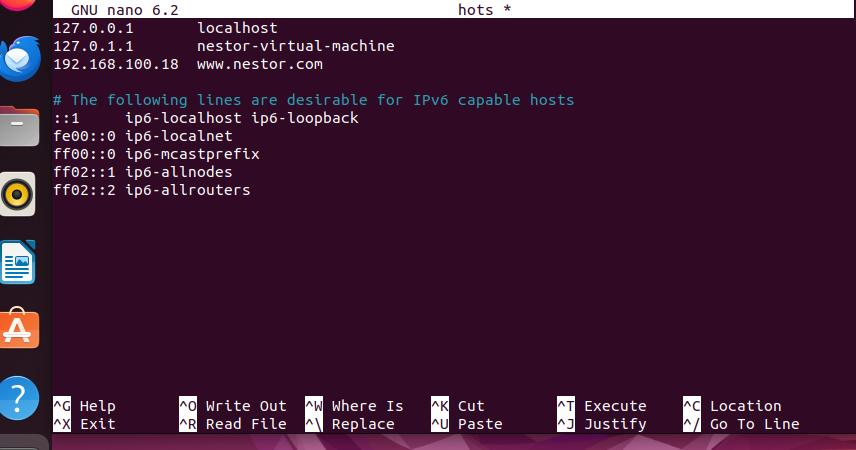 GNU nano 6.2 hots *
127.0.0.1 localhost
127.0.1.1 nestor-virtual-machine
192.168.100.18 www.nestor.com
# The following lines are desirable for IPv6 capable hosts
::1 ip6-localhost ip6-loopback
fe00::0 ip6-localnet
ff00::0 ip6-mcastprefix
ff02::1 ip6-allnodes
ff02::2 ip6-allrouters
^G Help ^O Write Out ^W Where Is ^K Cut ^T Execute ^C Location
^X Exit ^R Read File ^\ Replace ^U Paste ^J Justify ^/ Go To Line